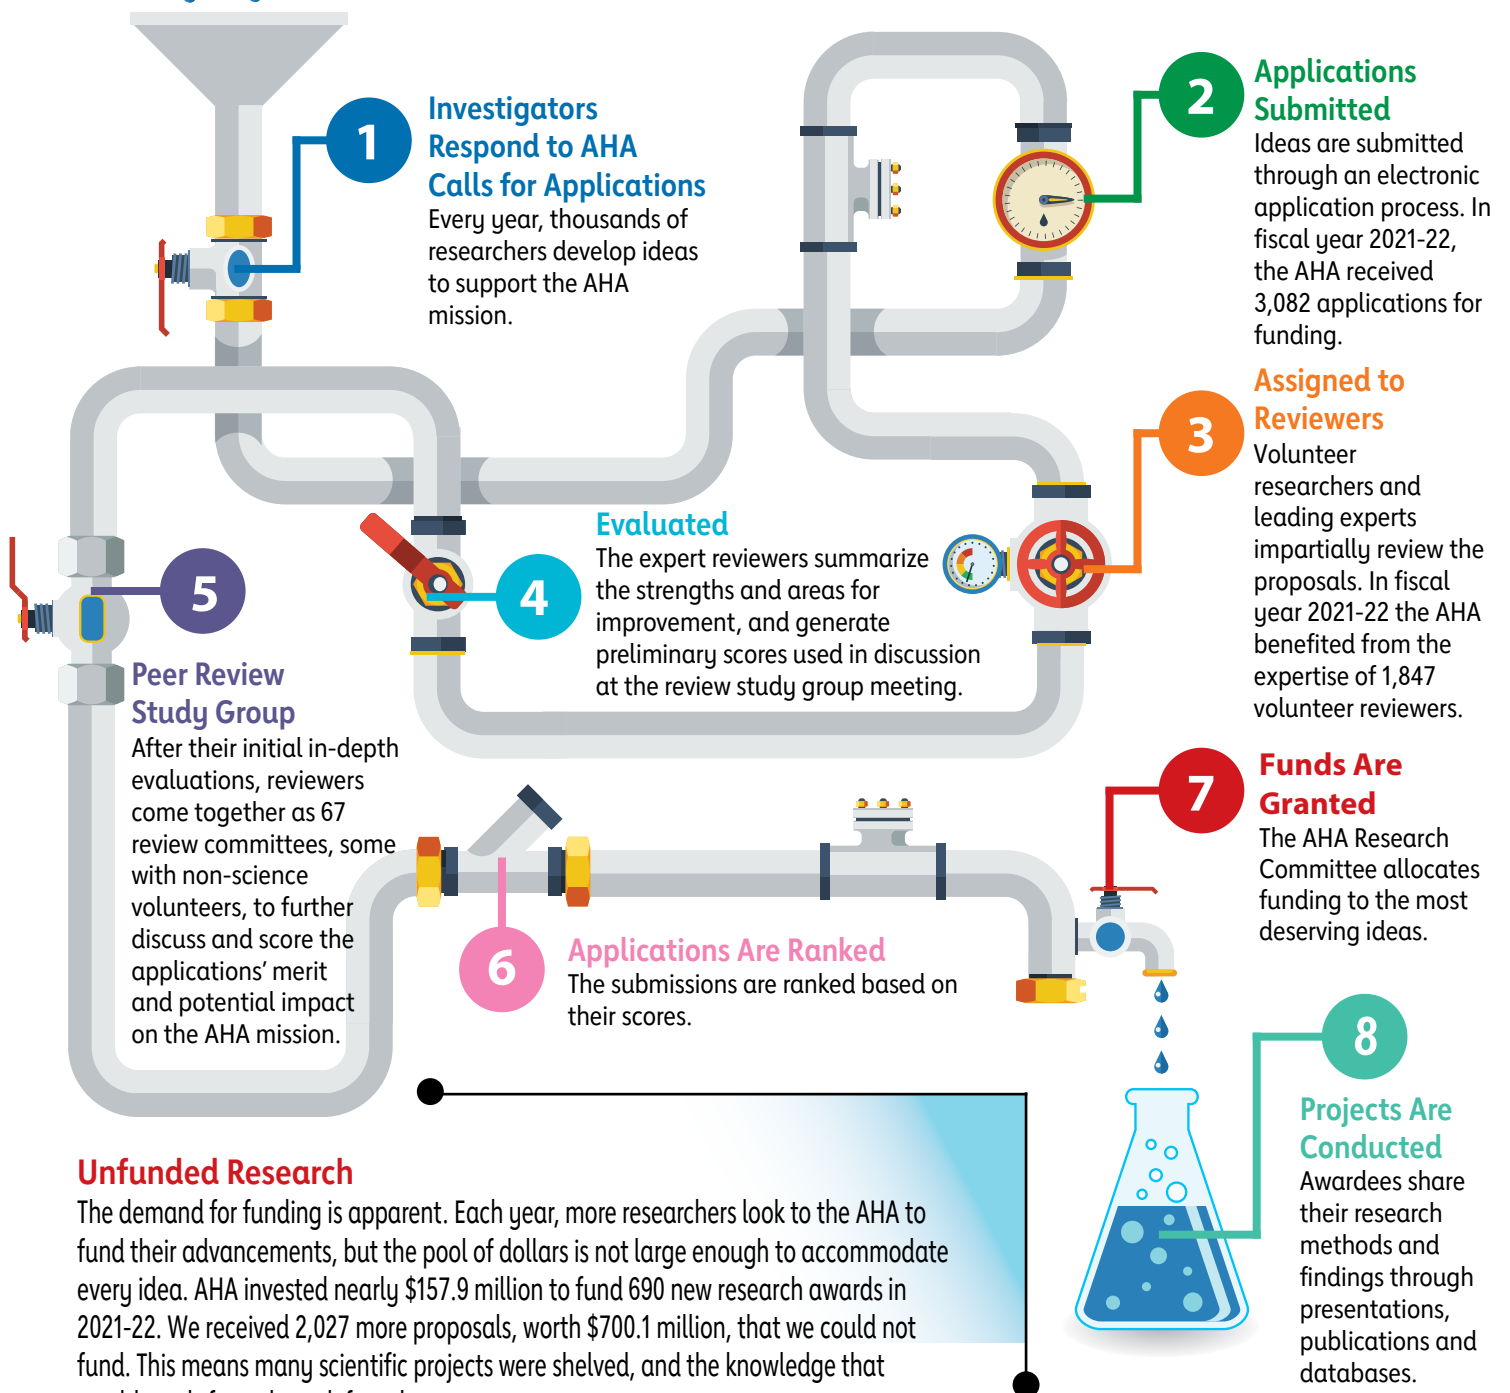 1
Investigators
Respond to AHA
Calls for Applications
Every year, thousands of
researchers develop ideas
to support the AHA
mission.
2
Applications
Submitted
Ideas are submitted
through an electronic
application process. In
fiscal year 2021-22,
the AHA received
3,082 applications for
funding.
3
Assigned to
Reviewers
Volunteer
researchers and
leading experts
impartially review the
proposals. In fiscal
year 2021-22 the AHA
benefited from the
expertise of 1,847
volunteer reviewers.
4
Evaluated
The expert reviewers summarize
the strengths and areas for
improvement, and generate
preliminary scores used in discussion
at the review study group meeting.
5
Peer Review
Study Group
After their initial in-depth
evaluations, reviewers
come together as 67
review committees, some
with non-science
volunteers, to further
discuss and score the
applications’ merit
and potential impact
on the AHA mission.
6
Applications Are Ranked
The submissions are ranked based on
their scores.
7
Funds Are
Granted
The AHA Research
Committee allocates
funding to the most
deserving ideas.
8
Projects Are
Conducted
Awardees share
their research
methods and
findings through
presentations,
publications and
databases.
Unfunded Research
The demand for funding is apparent. Each year, more researchers look to the AHA to
fund their advancements, but the pool of dollars is not large enough to accommodate
every idea. AHA invested nearly $157.9 million to fund 690 new research awards in
2021-22. We received 2,027 more proposals, worth $700.1 million, that we could not
fund. This means many scientific projects were shelved, and the knowledge that